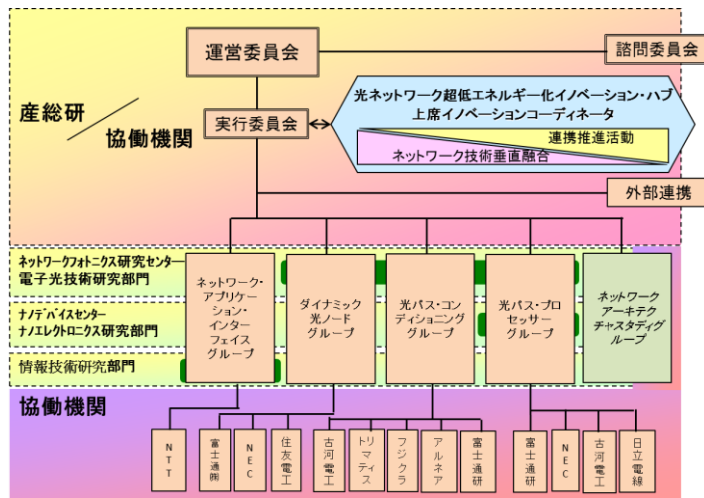 運営委員会
諮問委員会
産総研
協働機関
実行委員会
光ネットワーク超低エネルギー化イノベーション・ハブ
上席イノベーションコーディネータ
連携推進活動
ネットワーク技術垂直融合
外部連携
ネットワークフォトニクス研究センター
電子光技術研究部門
ナノデバイスセンター
ナノエレクトロニクス研究部門
情報技術研究部門
ネットワーク・
アプリケー
ション・
インター
フェイス
グループ
ダイナミック
光ノード
グループ
光パス・コン
ディショニング
グループ
光パス・プロ
セッサー
グループ
ネットワーク
アーキテク
チャスタディグ
ループ
協働機関
NTT
富士通㈱
NEC
住友電工
古河電工
トリマティス
フジクラ
アルネア
富士通研
富士通研
NEC
古河電工
日立電線